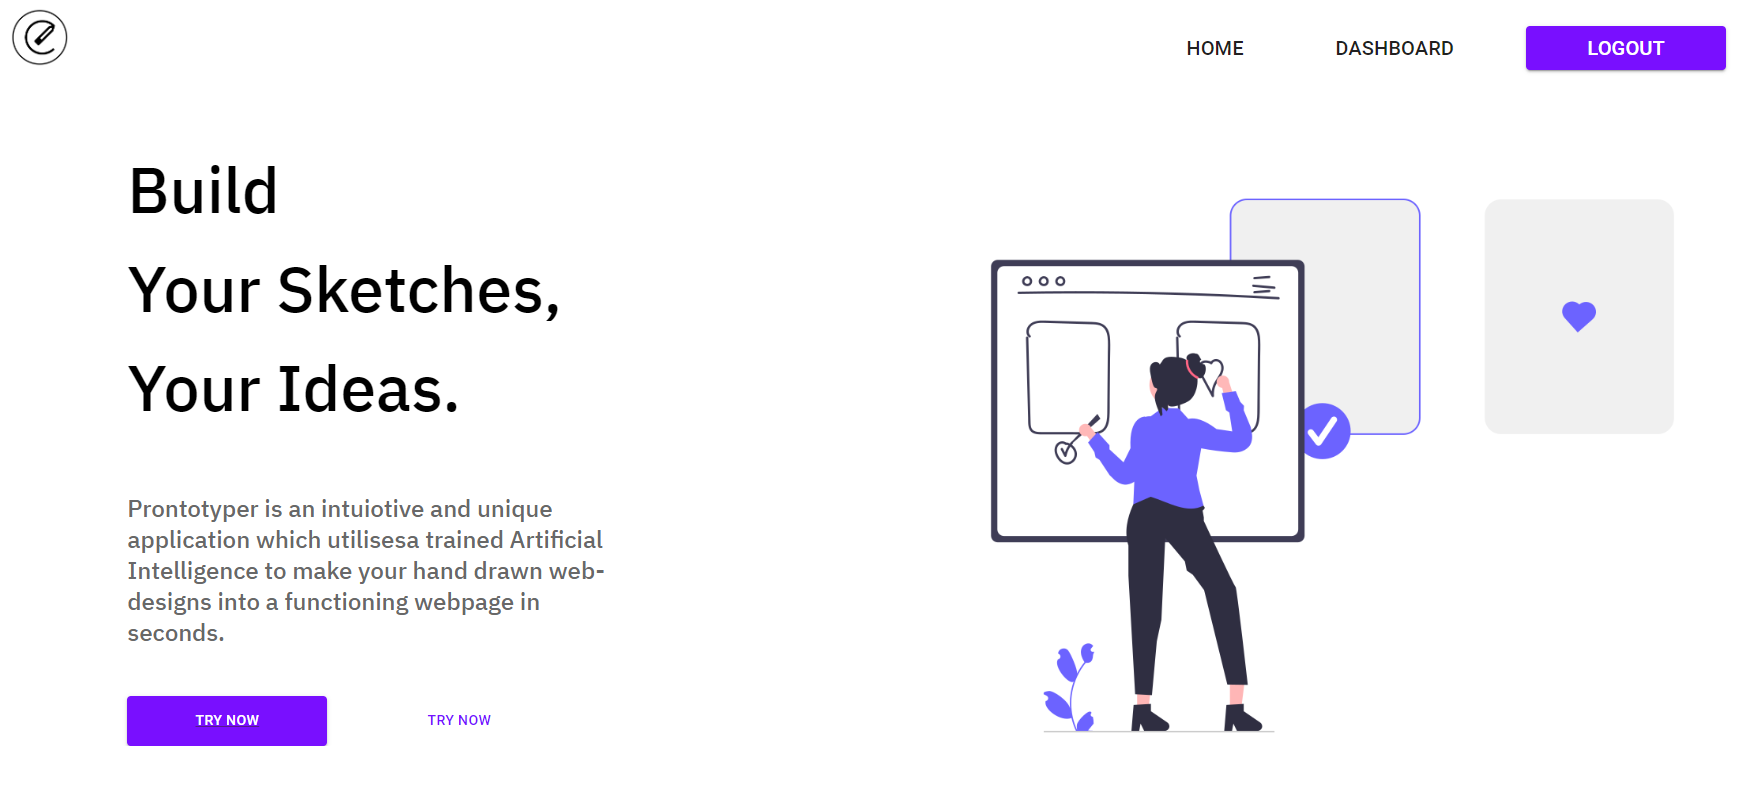 HOME
DASHBOARD
LOGOUT
Build
Your Sketches,
Your Ideas.
Prontotyper is an intuiotive and unique
application which utilisesa trained Artificial
Intelligence to make your hand drawn web-
designs into a functioning webpage in
seconds.
TRY NOW
TRY NOW